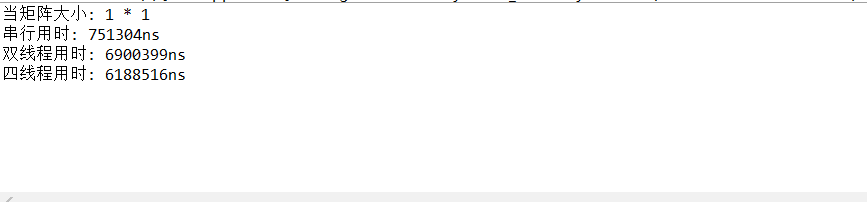 当矩阵大小: 1 * 1
串行用时: 751304ns
双线程用时: 6900399ns
四线程用时: 6188516ns